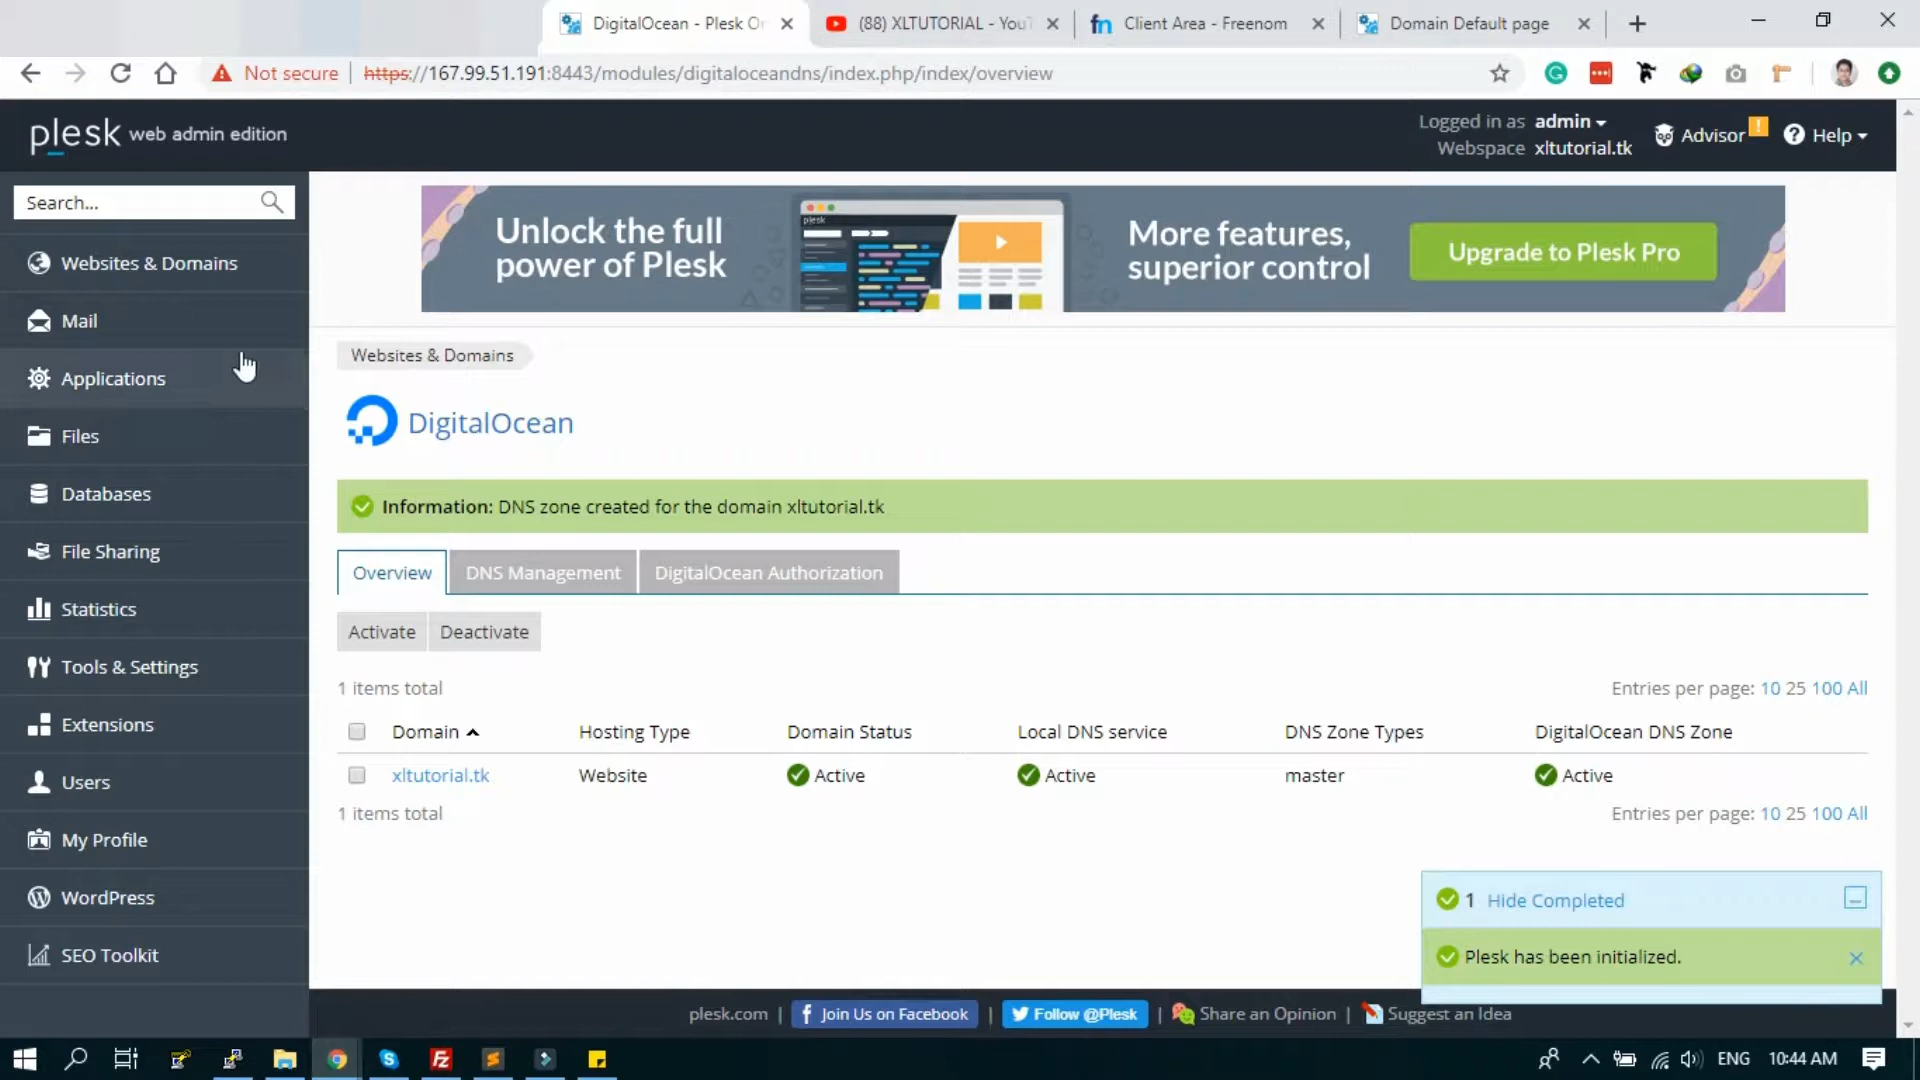 DigitalOcean - Plesk O
(88) XLTUTORIAL - You
Client Area - Freenom
Domain Default page
Not secure
https://167.99.51.191:8443/modules/digitaloceandns/index.php/index/overview
plesk web admin edition
Logged in as admin
Webspace xltutorial.tk
Advisor
!
Help
Search...
Websites & Domains
Mail
Applications
Files
Databases
File Sharing
Statistics
Tools & Settings
Extensions
Users
My Profile
WordPress
SEO Toolkit
Unlock the full
power of Plesk
plesk
More features,
superior control
Upgrade to Plesk Pro
Websites & Domains
DigitalOcean
Information: DNS zone created for the domain xltutorial.tk
Overview
DNS Management
DigitalOcean Authorization
Activate
Deactivate
1 items total
Entries per page: 10 25 100 All
Domain
Hosting Type
Domain Status
Local DNS service
DNS Zone Types
DigitalOcean DNS Zone
xltutorial.tk
Website
Active
Active
master
Active
1 items total
Entries per page: 10 25 100 All
1 Hide Completed
Plesk has been initialized.
plesk.com |
Join Us on Facebook
|
Follow @Plesk
| Share an Opinion |
Suggest an Idea
ENG
10:44 AM